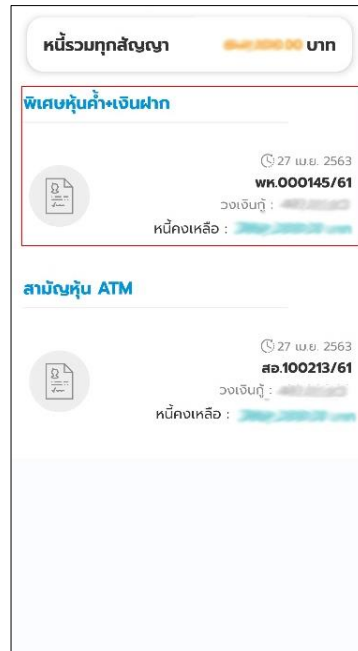 หนี้รวมทุกสัญญา บาท
พิเศษหุ้นค้ำ+เงินฝาก
27 เม.ย. 2563
พห.000145/61
วงเงินกู้ :
หนี้คงเหลือ :
สามัญหุ้น ATM
27 เม.ย. 2563
สอ.100213/61
วงเงินกู้ :
หนี้คงเหลือ :